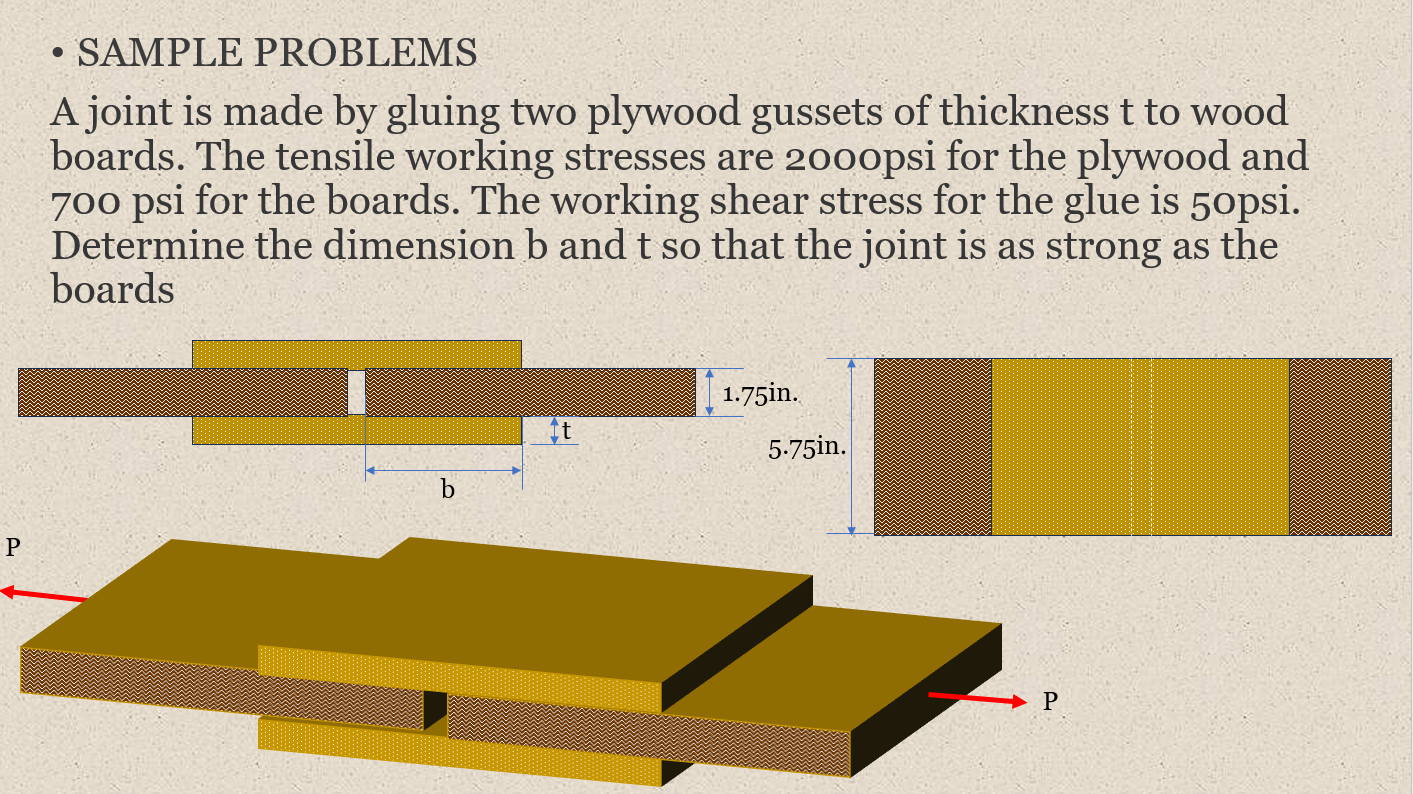 • SAMPLE PROBLEMS
A joint is made by gluing two plywood gussets of thickness t to wood
boards. The tensile working stresses are 2000psi for the plywood and
700 psi for the boards. The working shear stress for the glue is 50psi.
Determine the dimension b and t so that the joint is as strong as the
boards
1.75in.
t
b
5.75in.
P
P